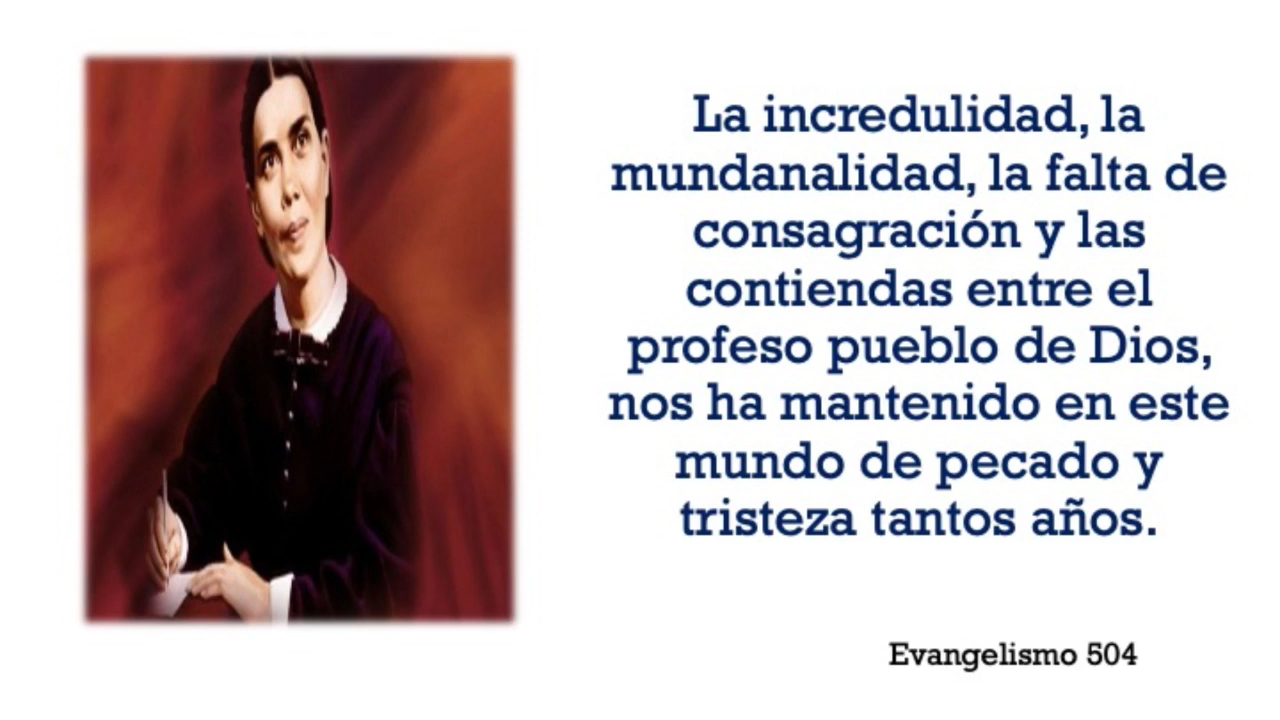 La incredulidad, la
mundanalidad, la falta de
consagración y las
contiendas entre el
profeso pueblo de Dios,
nos ha mantenido en este
mundo de pecado y
tristeza tantos años.
Evangelismo 504